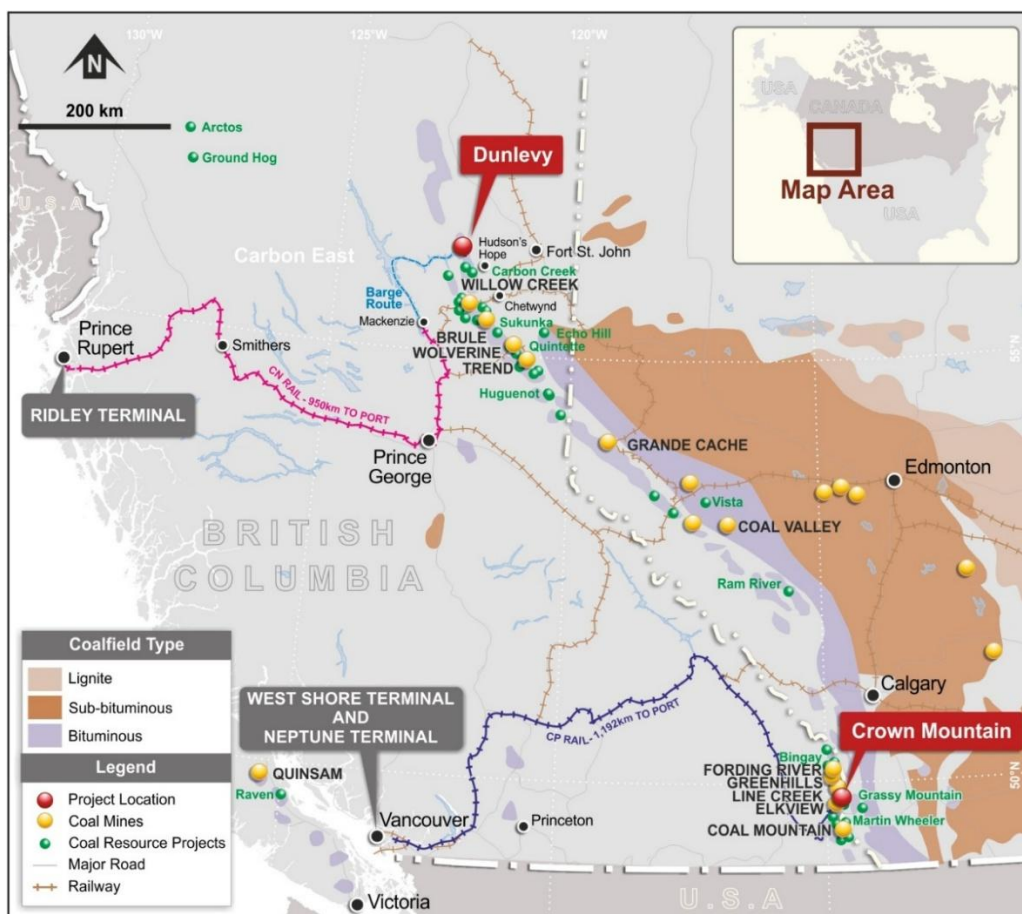 130°W
125°W
120°W
N
200 km
Arctos
Ground Hog
U.S.A
USA
CANADA
USA
Map Area
Dunlevy
Carbon East
Hudson's
Hope
Fort St. John
Carbon Creek
WILLOW CREEK
Barge
Route
Chetwynd
Mackenzie
Sukunka
Echo Hill
BRULE
Quintette
WOLVERINE
TREND
55°N
Prince
Rupert
Smithers
CN RAIL - 950km TO PORT
RIDLEY TERMINAL
Huguenot
Prince
George
GRANDE CACHE
Edmonton
Vista
COAL VALLEY
BRITISH
COLUMBIA
Ram River
Coalfield Type
Lignite
Sub-bituminous
Bituminous
Legend
Project Location
Coal Mines
Coal Resource Projects
Major Road
Railway
WEST SHORE TERMINAL
AND
NEPTUNE TERMINAL
CP RAIL - 1,192km TO PORT
Calgary
Crown Mountain
QUINSAM
Raven
Vancouver
Princeton
Bingay
FORDING RIVER
GREENHILLS
LINE CREEK
Grassy Mountain
ELKVIEW
Martin Wheeler
COAL MOUNTAIN
50°N
Victoria
U.S.A